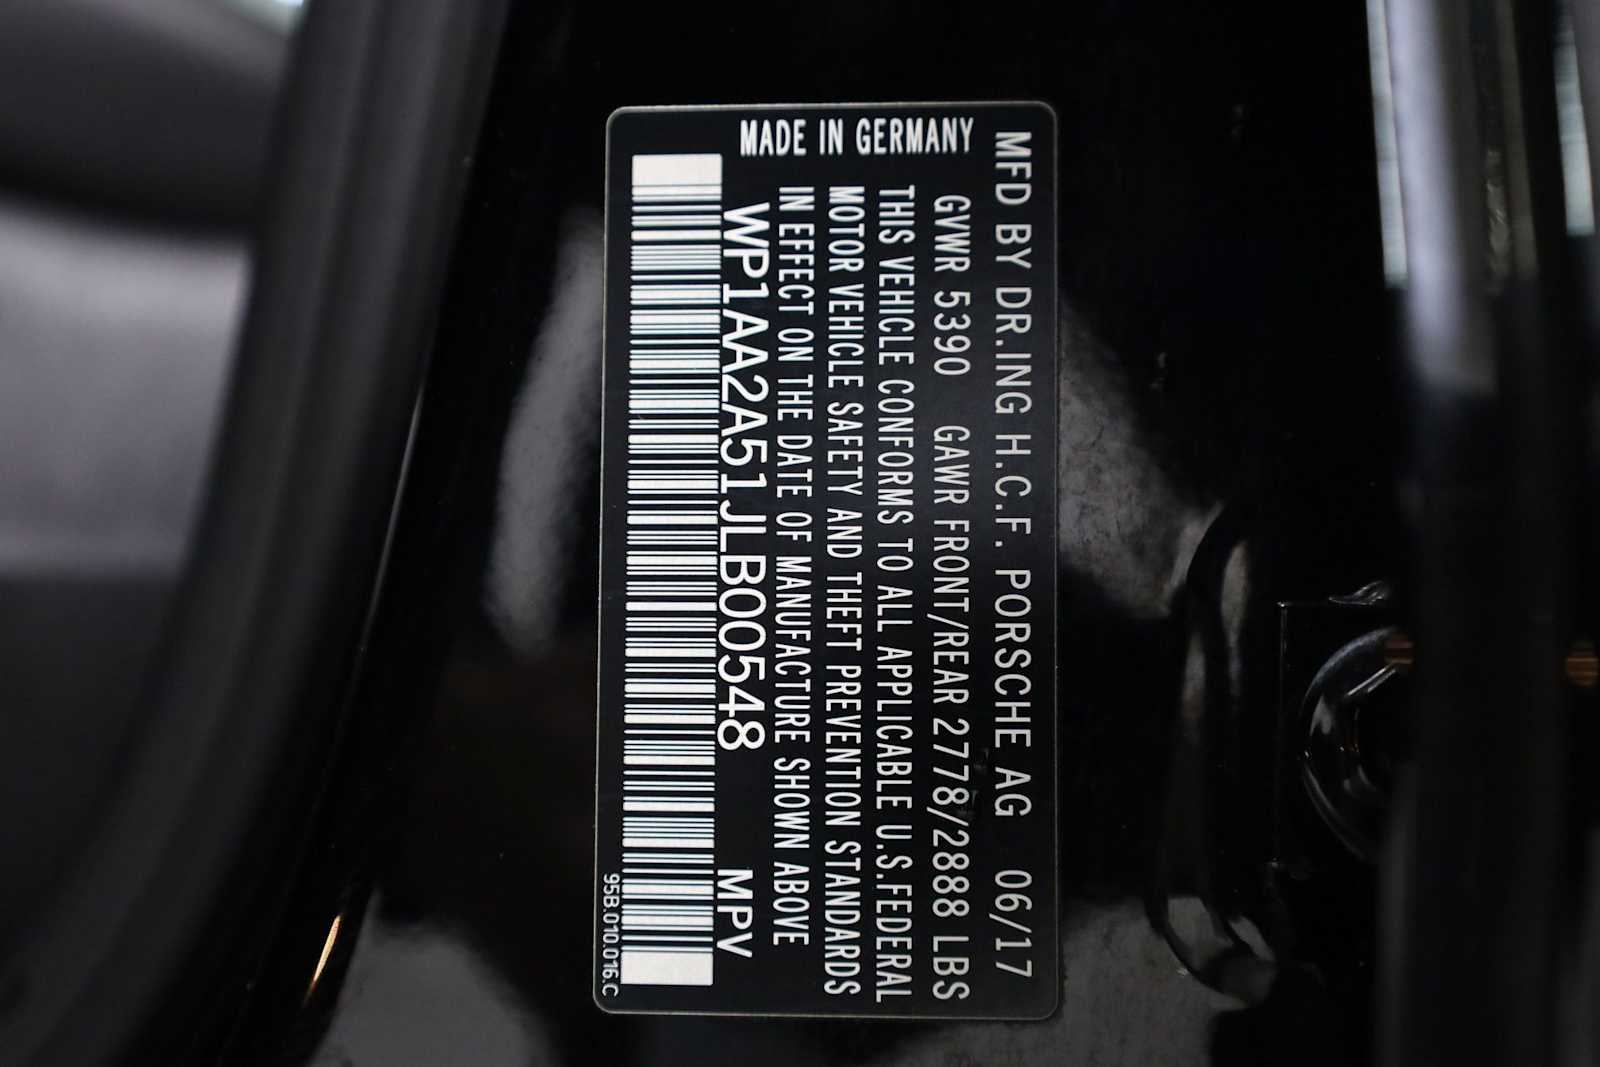 MFD BY DR.ING H.C.F. PORSCHE AG 06/17
GVWR 5390 GAWR FRONT/REAR 2778/2888 LBS
THIS VEHICLE CONFORMS TO ALL APPLICABLE U.S.FEDERAL
MOTOR VEHICLE SAFETY AND THEFT PREVENTION STANDARDS
IN EFFECT ON THE DATE OF MANUFACTURE SHOWN ABOVE
WP1AA2A51JLB00548 MPV
MADE IN GERMANY
95B.010.016.C